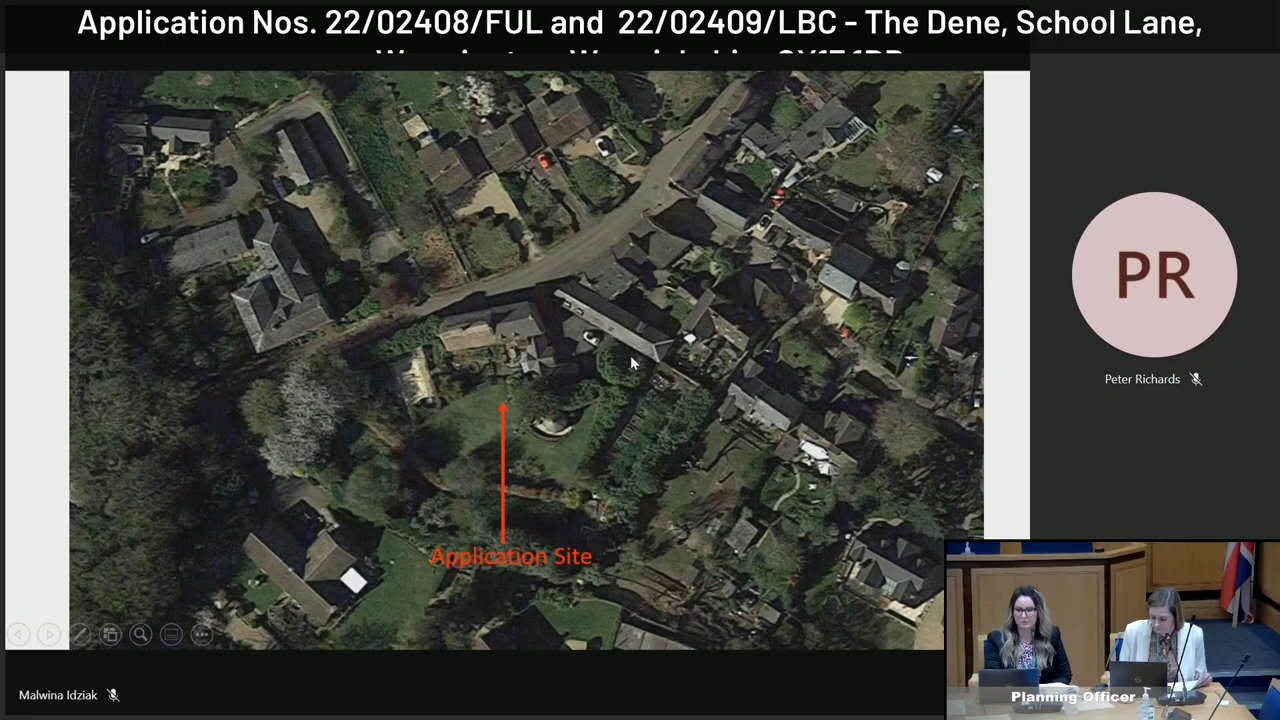 Application Nos. 22/02408/FUL and 22/02409/LBC - The Dene, School Lane,
Application Site
PR
Peter Richards
Malwina Idziak
Planning Officer